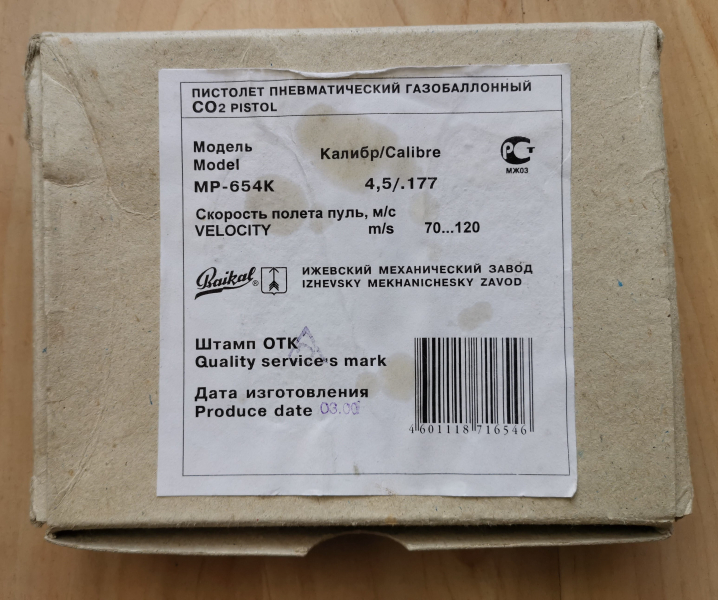 ПИСТОЛЕТ ПНЕВМАТИЧЕСКИЙ ГАЗОБАЛЛОННЫЙ
CO2 PISTOL
Модель
Model
Калибр/Calibre
МЖ03
MP-654K
4,5/.177
Скорость полета пуль, м/с
VELOCITY m/s 70...120
Baikal®
ИЖЕВСКИЙ МЕХАНИЧЕСКИЙ ЗАВОД
IZHEVSKY MEKHANICHESKY ZAVOD
Штамп ОТК
Quality service's mark
Дата изготовления
Produce date 03.00
4 601118 716546